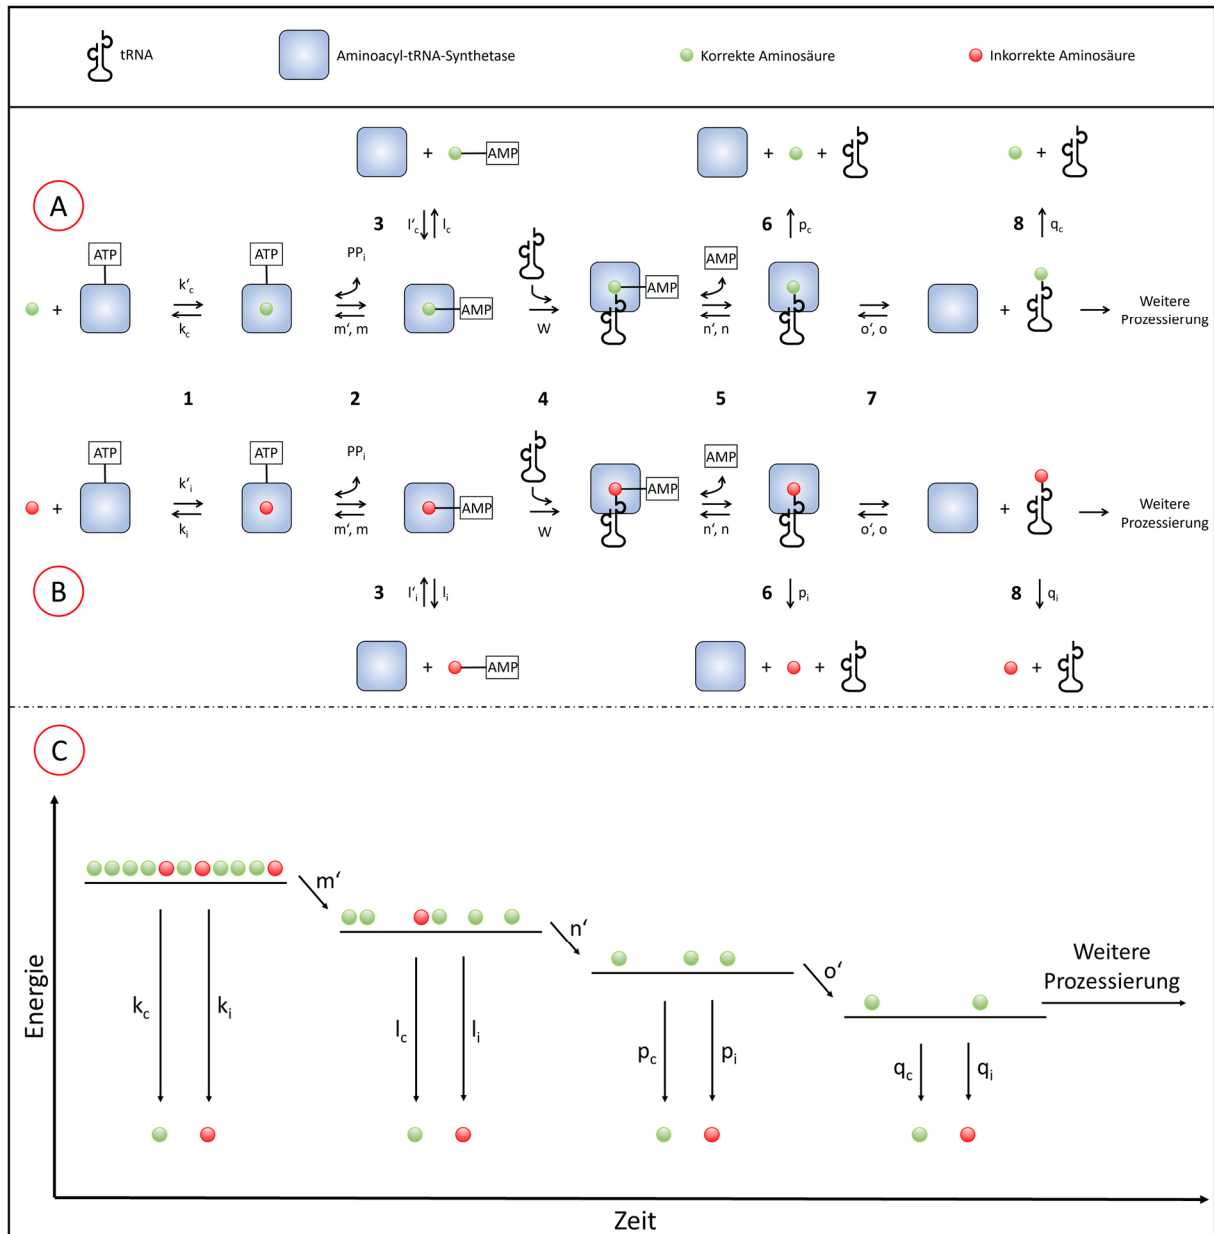 tRNA
Aminoacyl-tRNA-Synthetase
Korrekte Aminosäure
Inkorrekte Aminosäure
A
+
AMP
+
+
+
3
l'c
lc
6
pc
8
qc
ATP
ATP
PPi
AMP
+
k'c
kc
m', m
AMP
W
AMP
n', n
o', o
+
Weitere
Prozessierung
1
2
4
5
7
ATP
ATP
PPi
AMP
+
k'i
ki
m', m
AMP
W
AMP
n', n
o', o
+
Weitere
Prozessierung
B
3
l'i
li
6
pi
8
qi
+
AMP
+
+
+
C
Energie
m'
n'
o'
Weitere
Prozessierung
kc
ki
lc
li
pc
pi
qc
qi
Zeit